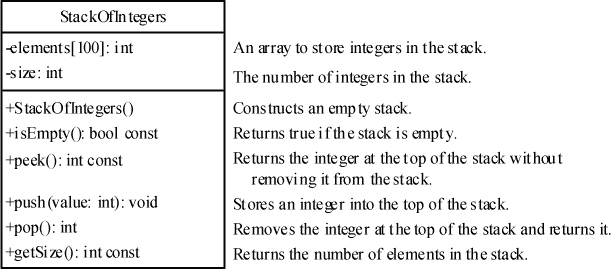 StackOfIntegers
-elements[100]: int An array to store integers in the stack.
-size: int The number of integers in the stack.
+StackOfIntegers() Constructs an empty stack.
+isEmpty(): bool const Returns true if the stack is empty.
+peek(): int const Returns the integer at the top of the stack without
removing it from the stack.
+push(value: int): void Stores an integer into the top of the stack.
+pop(): int Removes the integer at the top of the stack and returns it.
+getSize(): int const Returns the number of elements in the stack.